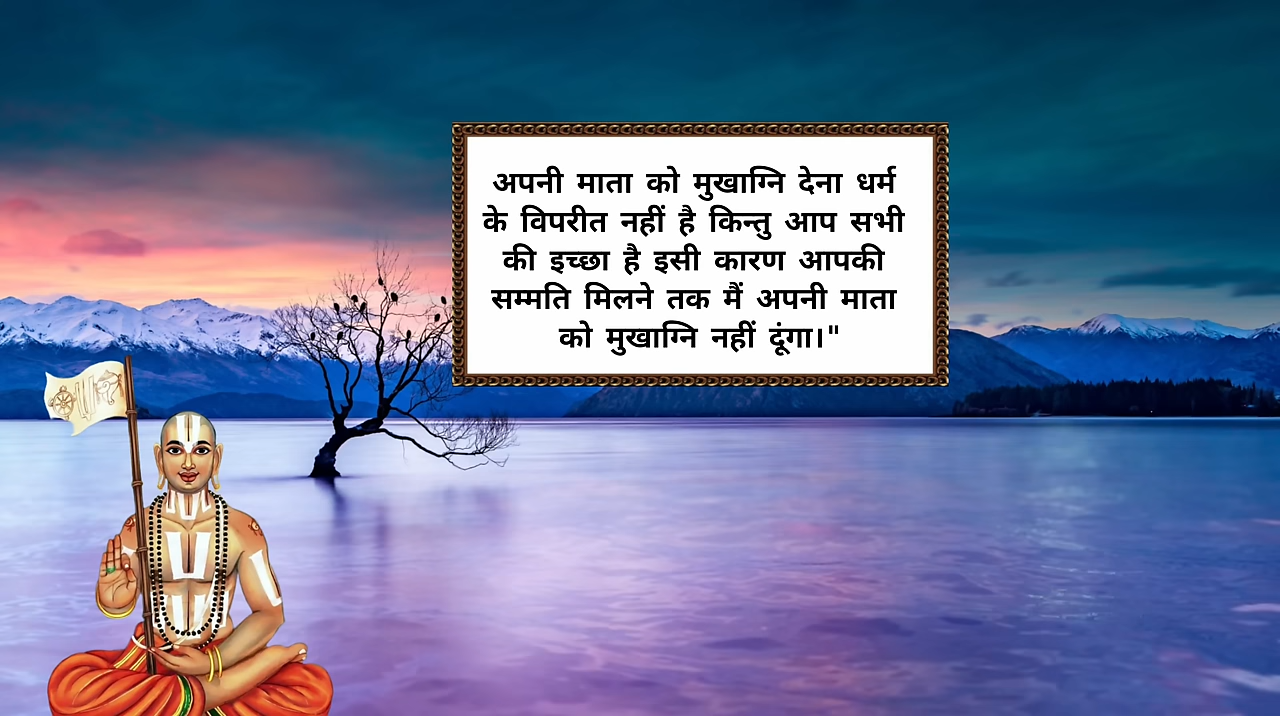 अपनी माता को मुखाग्नि देना धर्म
के विपरीत नहीं है किन्तु आप सभी
की इच्छा है इसी कारण आपकी
सम्मति मिलने तक मैं अपनी माता
को मुखाग्नि नहीं दूंगा।"